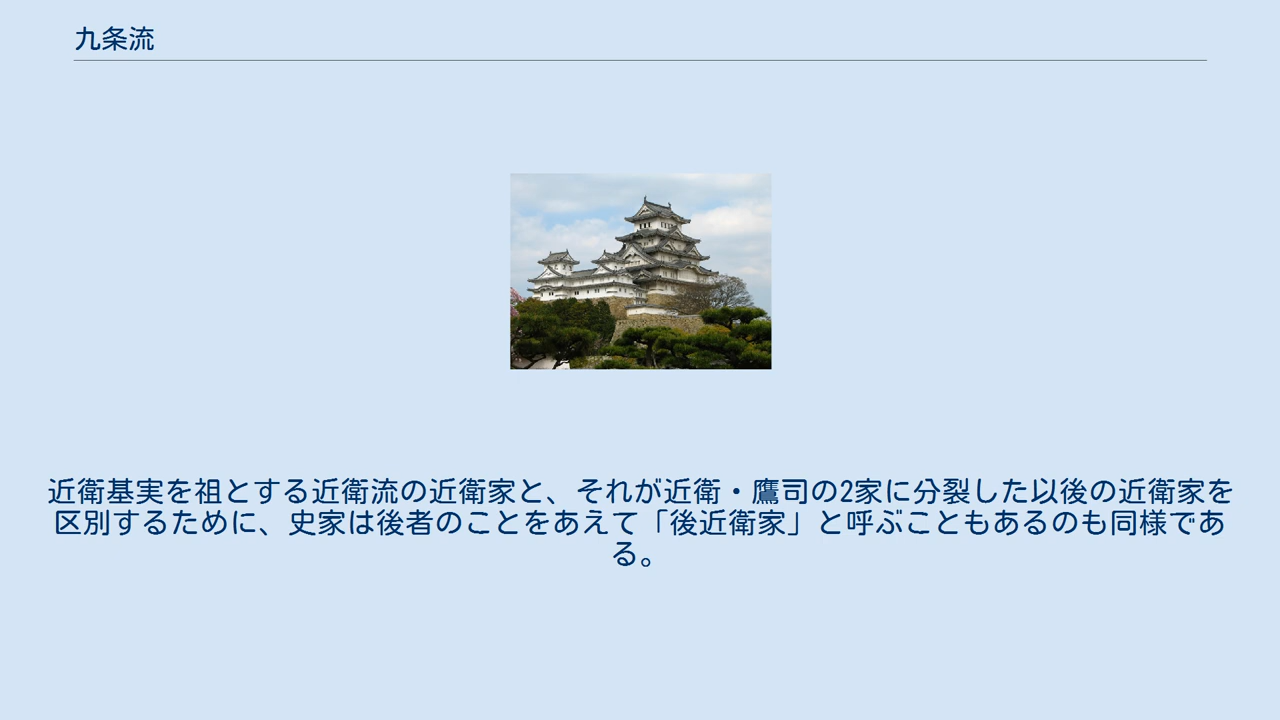 九条流
近衛基実を祖とする近衛流の近衛家と、それが近衛・鷹司の2家に分裂した以後の近衛家を
区別するために、史家は後者のことをあえて「後近衛家」と呼ぶこともあるのも同様であ
る。